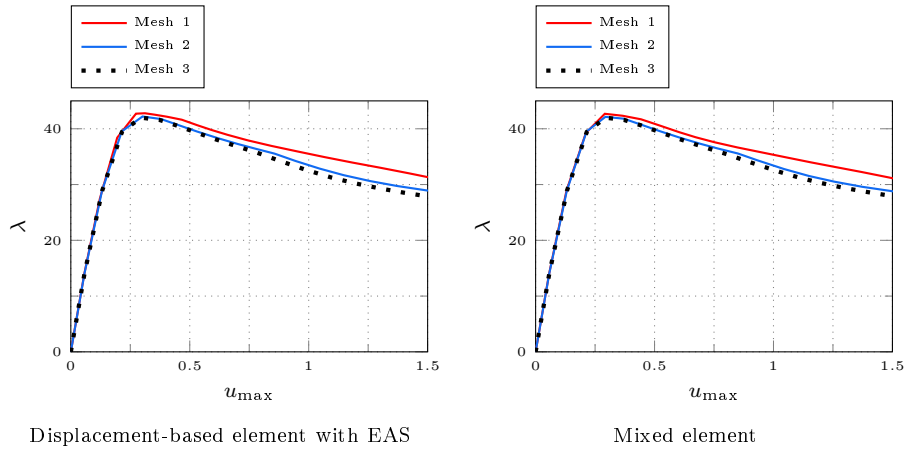 Mesh 1
Mesh 2
Mesh 3
40
20
0
λ
0 0.5 1 1.5
u_max
Displacement-based element with EAS
Mesh 1
Mesh 2
Mesh 3
40
20
0
λ
0 0.5 1 1.5
u_max
Mixed element